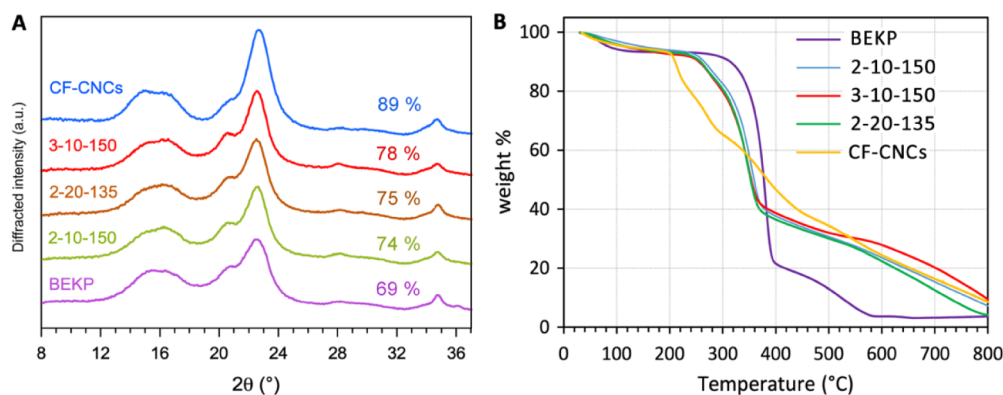 A
Diffracted intensity (a.u.)
CF-CNCs
89 %
3-10-150
78 %
2-20-135
75 %
2-10-150
74 %
BEKP
69 %
8 12 16 20 24 28 32 36
2θ (°)
B
weight %
100
80
60
40
20
0
BEKP
2-10-150
3-10-150
2-20-135
CF-CNCs
0 100 200 300 400 500 600 700 800
Temperature (°C)